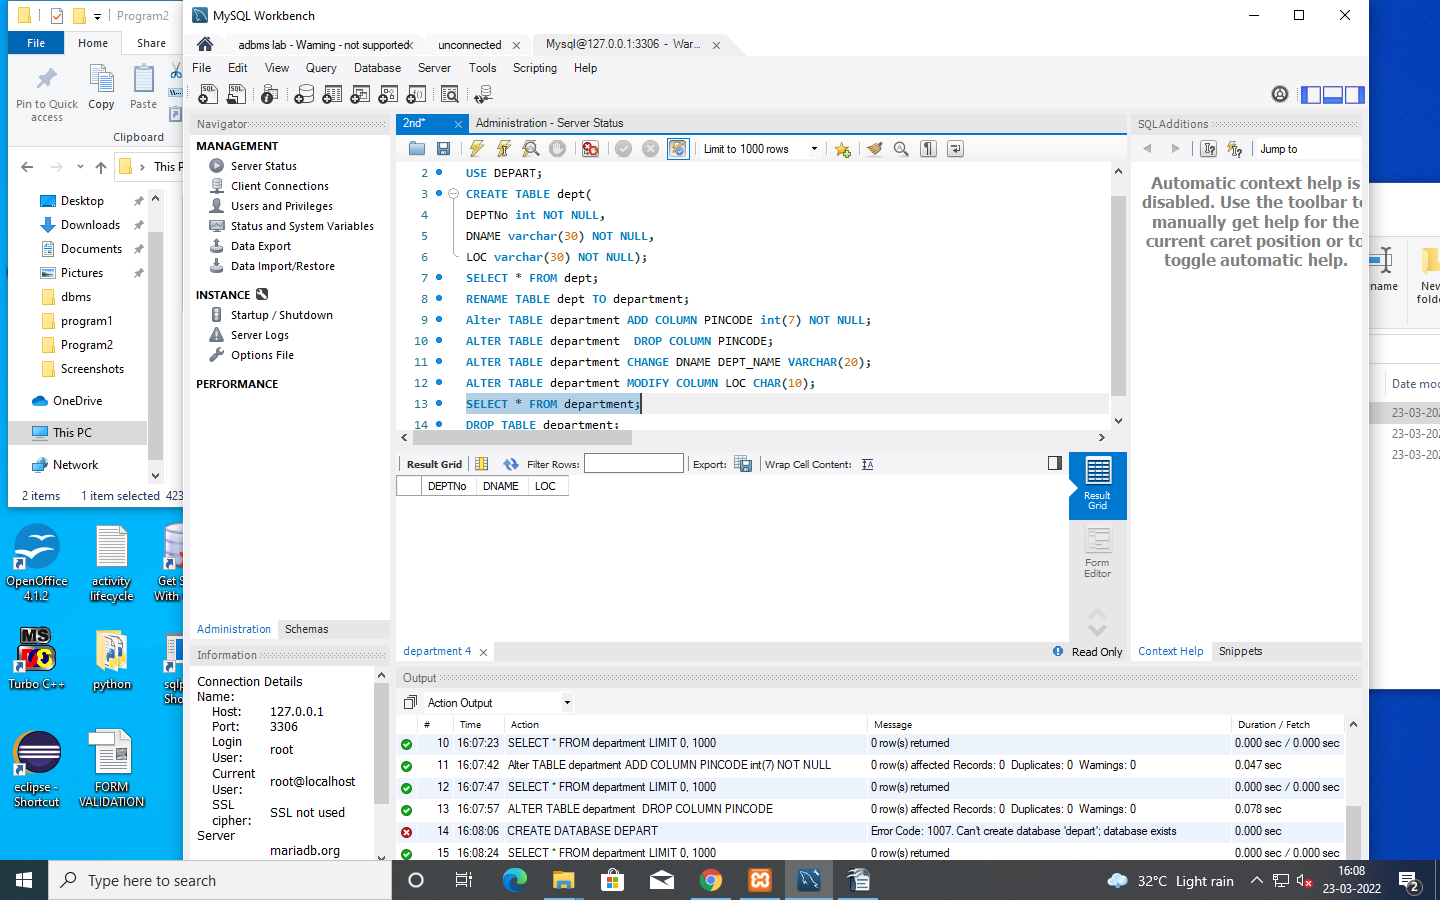 Program2
File
Home
Share
Pin to Quick access
Copy
Paste
Clipboard
This P
Desktop
Downloads
Documents
Pictures
dbms
program1
Program2
Screenshots
OneDrive
This PC
Network
2 items
1 item selected
423
OpenOffice 4.1.2
activity lifecycle
Get S
With
Turbo C++
python
sqlp
Sho
eclipse - Shortcut
FORM VALIDATION
MySQL Workbench
adbms lab - Warning - not supported
unconnected
Mysql@127.0.0.1:3306 - War...
File
Edit
View
Query
Database
Server
Tools
Scripting
Help
Navigator
MANAGEMENT
Server Status
Client Connections
Users and Privileges
Status and System Variables
Data Export
Data Import/Restore
INSTANCE
Startup / Shutdown
Server Logs
Options File
PERFORMANCE
Administration
Schemas
Information
Connection Details
Name:
Host: 127.0.0.1
Port: 3306
Login User: root
Current User: root@localhost
SSL cipher: SSL not used
Server
mariadb.org
2nd*
Administration - Server Status
Limit to 1000 rows
2 USE DEPART;
3 CREATE TABLE dept(
4 DEPTNo int NOT NULL,
5 DNAME varchar(30) NOT NULL,
6 LOC varchar(30) NOT NULL);
7 SELECT * FROM dept;
8 RENAME TABLE dept TO department;
9 Alter TABLE department ADD COLUMN PINCODE int(7) NOT NULL;
10 ALTER TABLE department  DROP COLUMN PINCODE;
11 ALTER TABLE department CHANGE DNAME DEPT_NAME VARCHAR(20);
12 ALTER TABLE department MODIFY COLUMN LOC CHAR(10);
13 SELECT * FROM department;
14 DROP TABLE department;
Result Grid
Filter Rows:
Export:
Wrap Cell Content:
DEPTNo DNAME LOC
Result Grid
Form Editor
department 4
Read Only
SQLAdditions
Jump to
Automatic context help is
disabled. Use the toolbar to
manually get help for the
current caret position or to
toggle automatic help.
Context Help
Snippets
Output
Action Output
# Time Action Message Duration / Fetch
10 16:07:23 SELECT * FROM department LIMIT 0, 1000 0 row(s) returned 0.000 sec / 0.000 sec
11 16:07:42 Alter TABLE department ADD COLUMN PINCODE int(7) NOT NULL 0 row(s) affected Records: 0  Duplicates: 0  Warnings: 0 0.047 sec
12 16:07:47 SELECT * FROM department LIMIT 0, 1000 0 row(s) returned 0.000 sec / 0.000 sec
13 16:07:57 ALTER TABLE department  DROP COLUMN PINCODE 0 row(s) affected Records: 0  Duplicates: 0  Warnings: 0 0.078 sec
14 16:08:06 CREATE DATABASE DEPART Error Code: 1007. Can't create database 'depart'; database exists 0.000 sec
15 16:08:24 SELECT * FROM department LIMIT 0, 1000 0 row(s) returned 0.000 sec / 0.000 sec
ename
New
folde
Date mod
23-03-202
23-03-202
23-03-202
Type here to search
32°C Light rain
16:08
23-03-2022
2